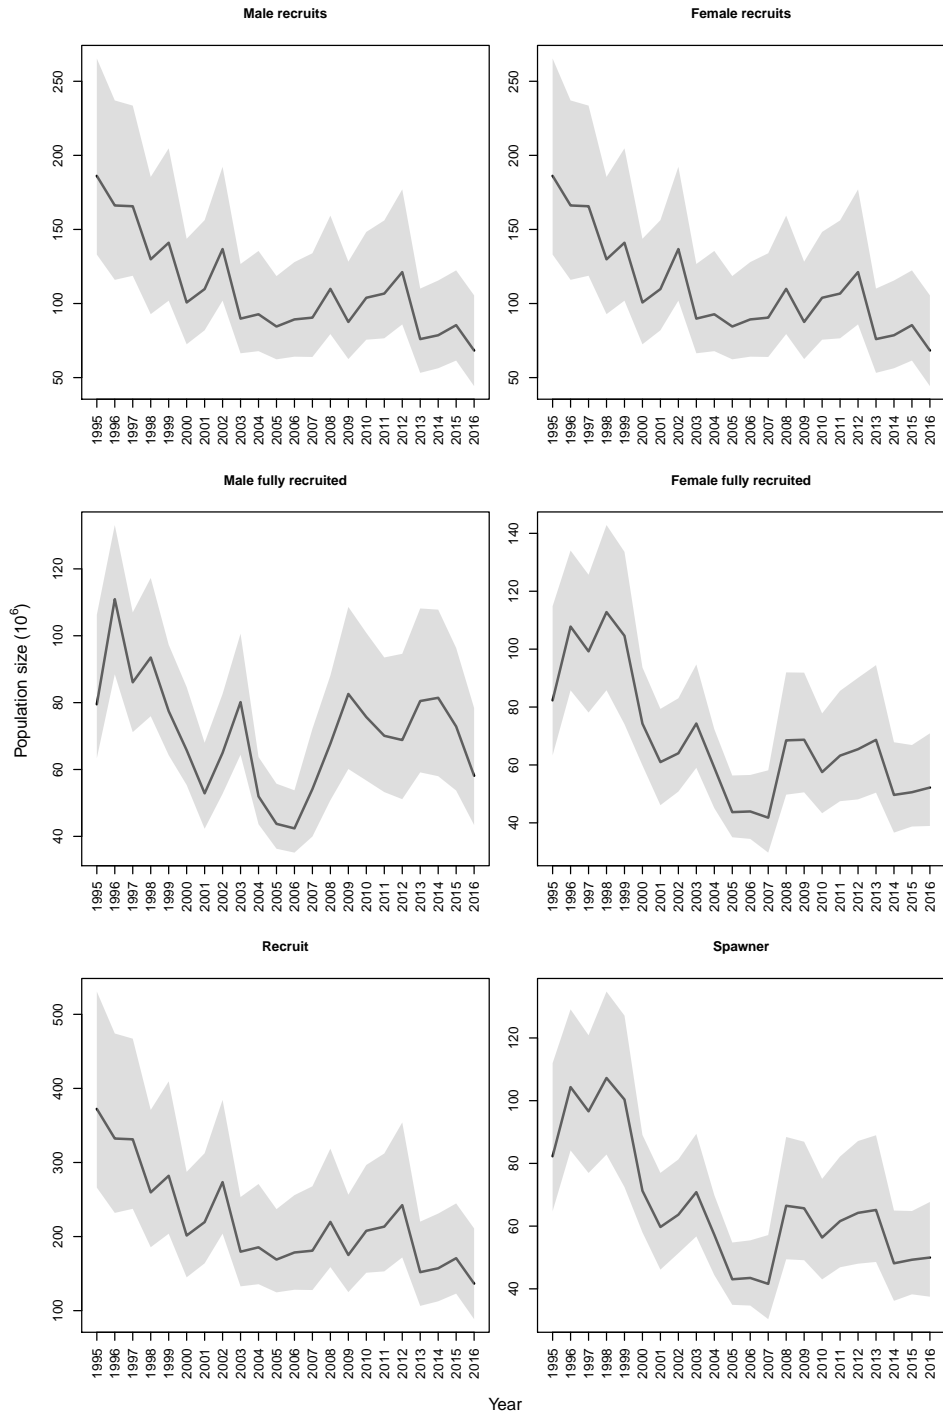 Male recruits
Female recruits
50 100 150 200 250
1995 1996 1997 1998 1999 2000 2001 2002 2003 2004 2005 2006 2007 2008 2009 2010 2011 2012 2013 2014 2015 2016
50 100 150 200 250
1995 1996 1997 1998 1999 2000 2001 2002 2003 2004 2005 2006 2007 2008 2009 2010 2011 2012 2013 2014 2015 2016
Male fully recruited
Female fully recruited
Population size (10⁶)
40 60 80 100 120
1995 1996 1997 1998 1999 2000 2001 2002 2003 2004 2005 2006 2007 2008 2009 2010 2011 2012 2013 2014 2015 2016
40 60 80 100 120 140
1995 1996 1997 1998 1999 2000 2001 2002 2003 2004 2005 2006 2007 2008 2009 2010 2011 2012 2013 2014 2015 2016
Recruit
Spawner
100 200 300 400 500
1995 1996 1997 1998 1999 2000 2001 2002 2003 2004 2005 2006 2007 2008 2009 2010 2011 2012 2013 2014 2015 2016
40 60 80 100 120
1995 1996 1997 1998 1999 2000 2001 2002 2003 2004 2005 2006 2007 2008 2009 2010 2011 2012 2013 2014 2015 2016
Year